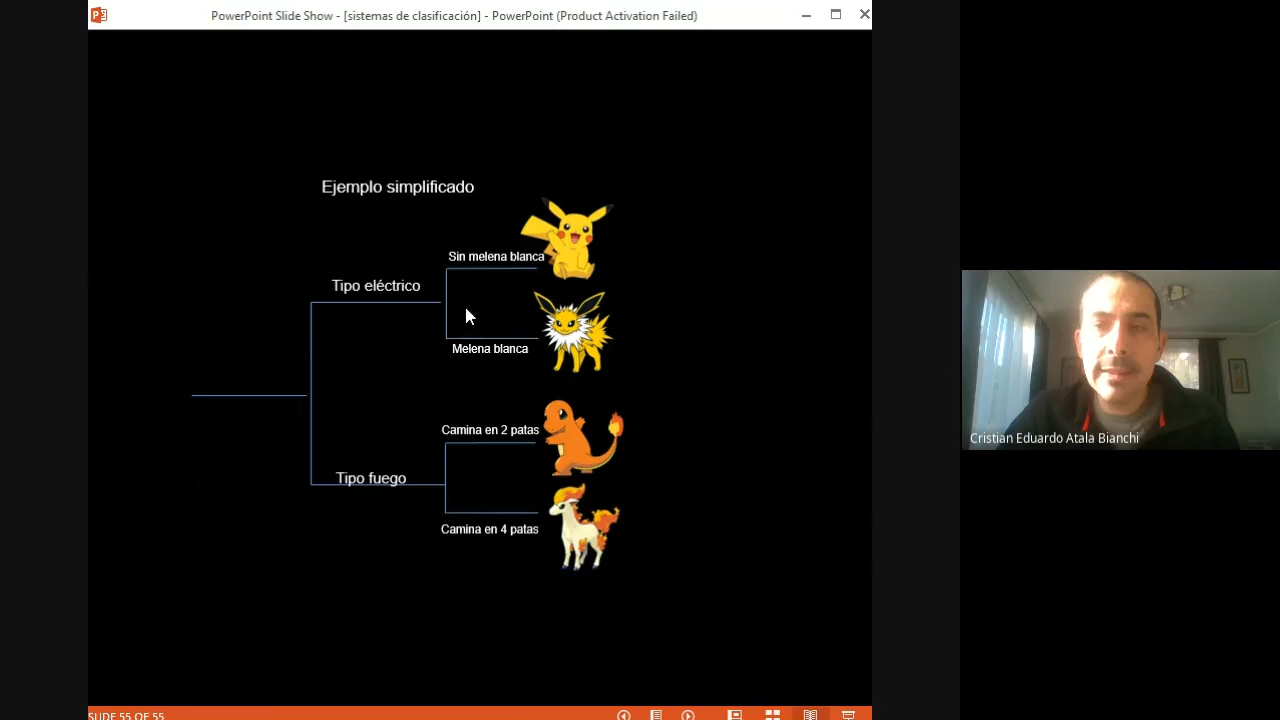 PowerPoint Slide Show - [sistemas de clasificación] - PowerPoint (Product Activation Failed)
Ejemplo simplificado
Sin melena blanca
Tipo eléctrico
Melena blanca
Camina en 2 patas
Tipo fuego
Camina en 4 patas
Cristian Eduardo Atala Bianchi
SLIDE 55 OF 55